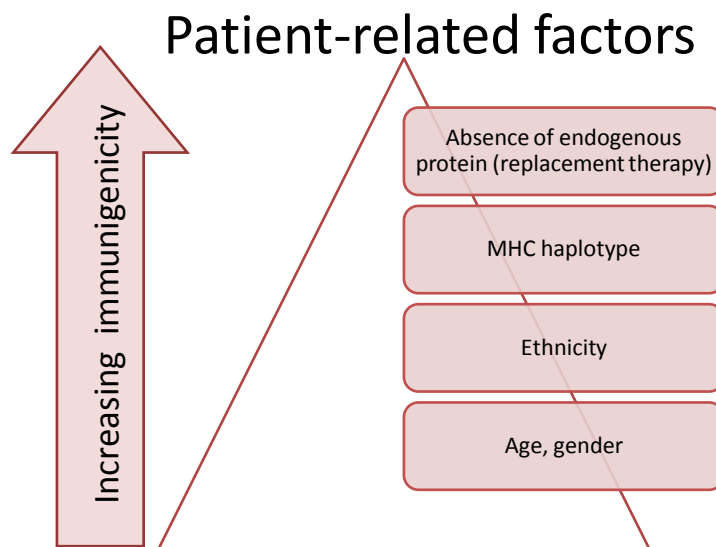 Patient-related factors
Increasing immunigenicity
Absence of endogenous
protein (replacement therapy)
MHC haplotype
Ethnicity
Age, gender